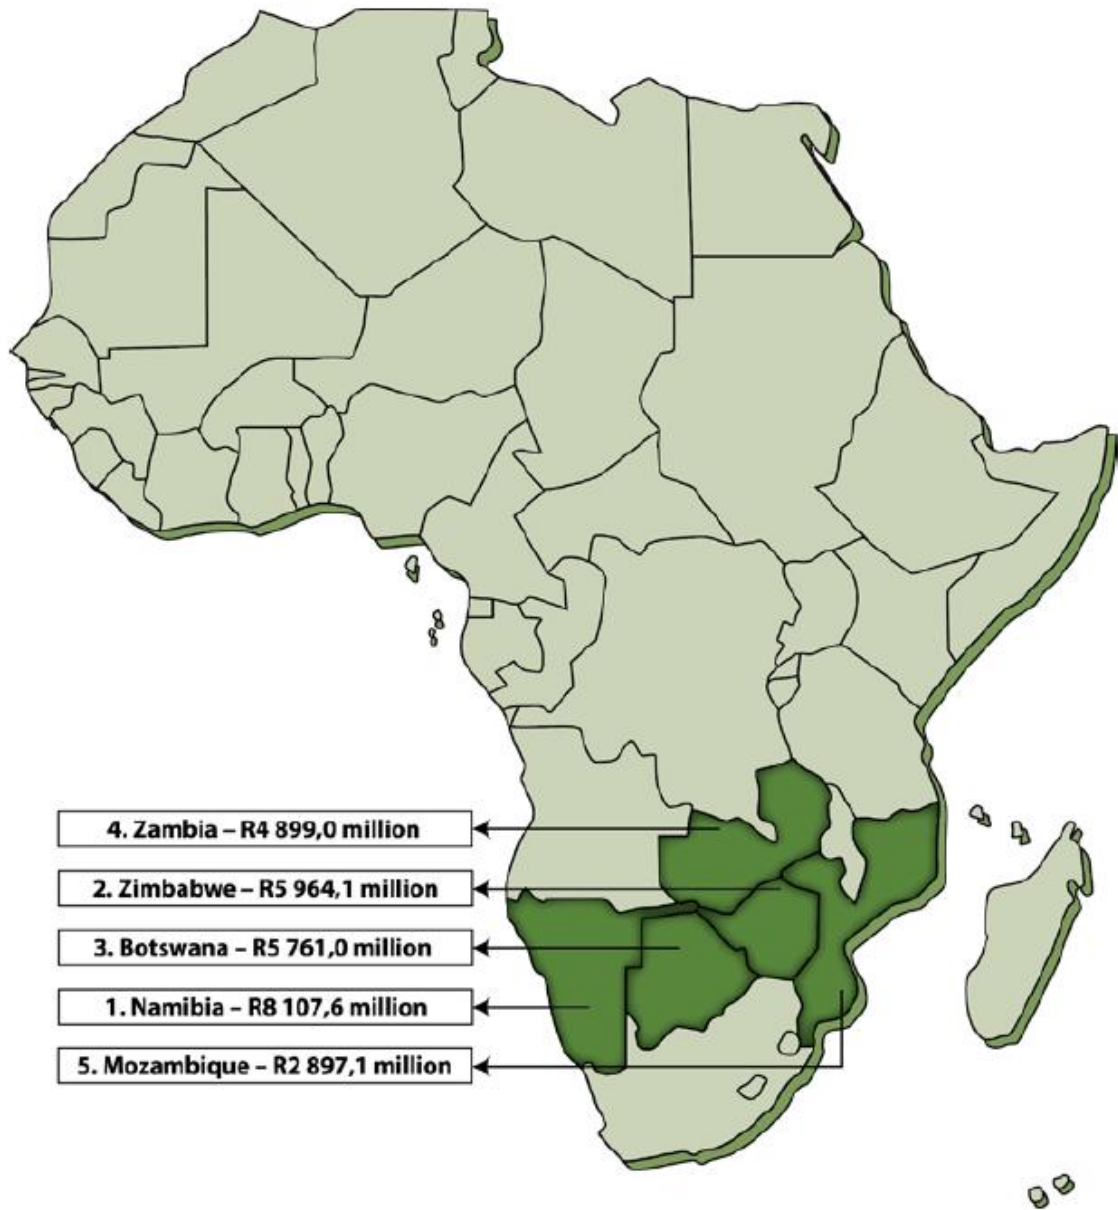 4. Zambia – R4 899,0 million
2. Zimbabwe – R5 964,1 million
3. Botswana – R5 761,0 million
1. Namibia – R8 107,6 million
5. Mozambique – R2 897,1 million